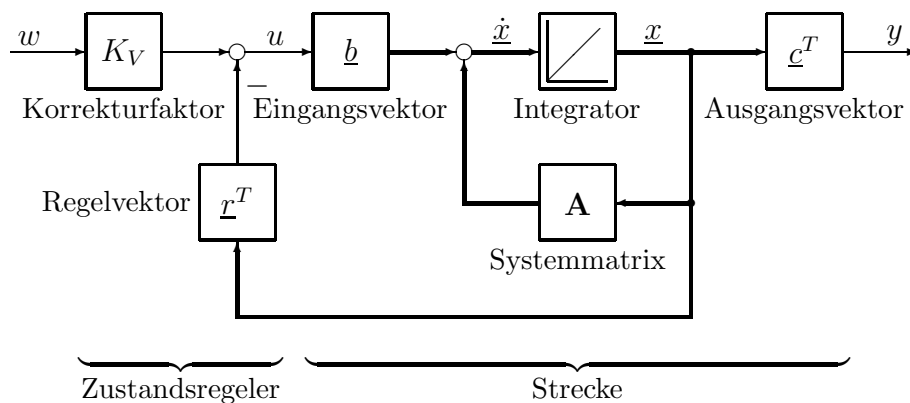 w K_V u b ẋ x c^T y
−
Korrekturfaktor Eingangsvektor Integrator Ausgangsvektor
Regelvektor r^T A
Systemmatrix
Zustandsregeler Strecke